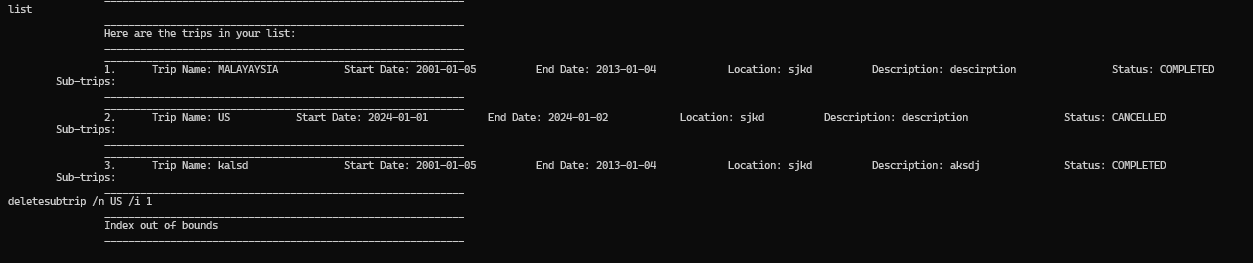 list
Here are the trips in your list:
1. Trip Name: MALAYAYSIA Start Date: 2001-01-05 End Date: 2013-01-04 Location: sjkd Description: descirption Status: COMPLETED
Sub-trips:
2. Trip Name: US Start Date: 2024-01-01 End Date: 2024-01-02 Location: sjkd Description: description Status: CANCELLED
Sub-trips:
3. Trip Name: kalsd Start Date: 2001-01-05 End Date: 2013-01-04 Location: sjkd Description: aksdj Status: COMPLETED
Sub-trips:
deletesubtrip /n US /i 1
Index out of bounds